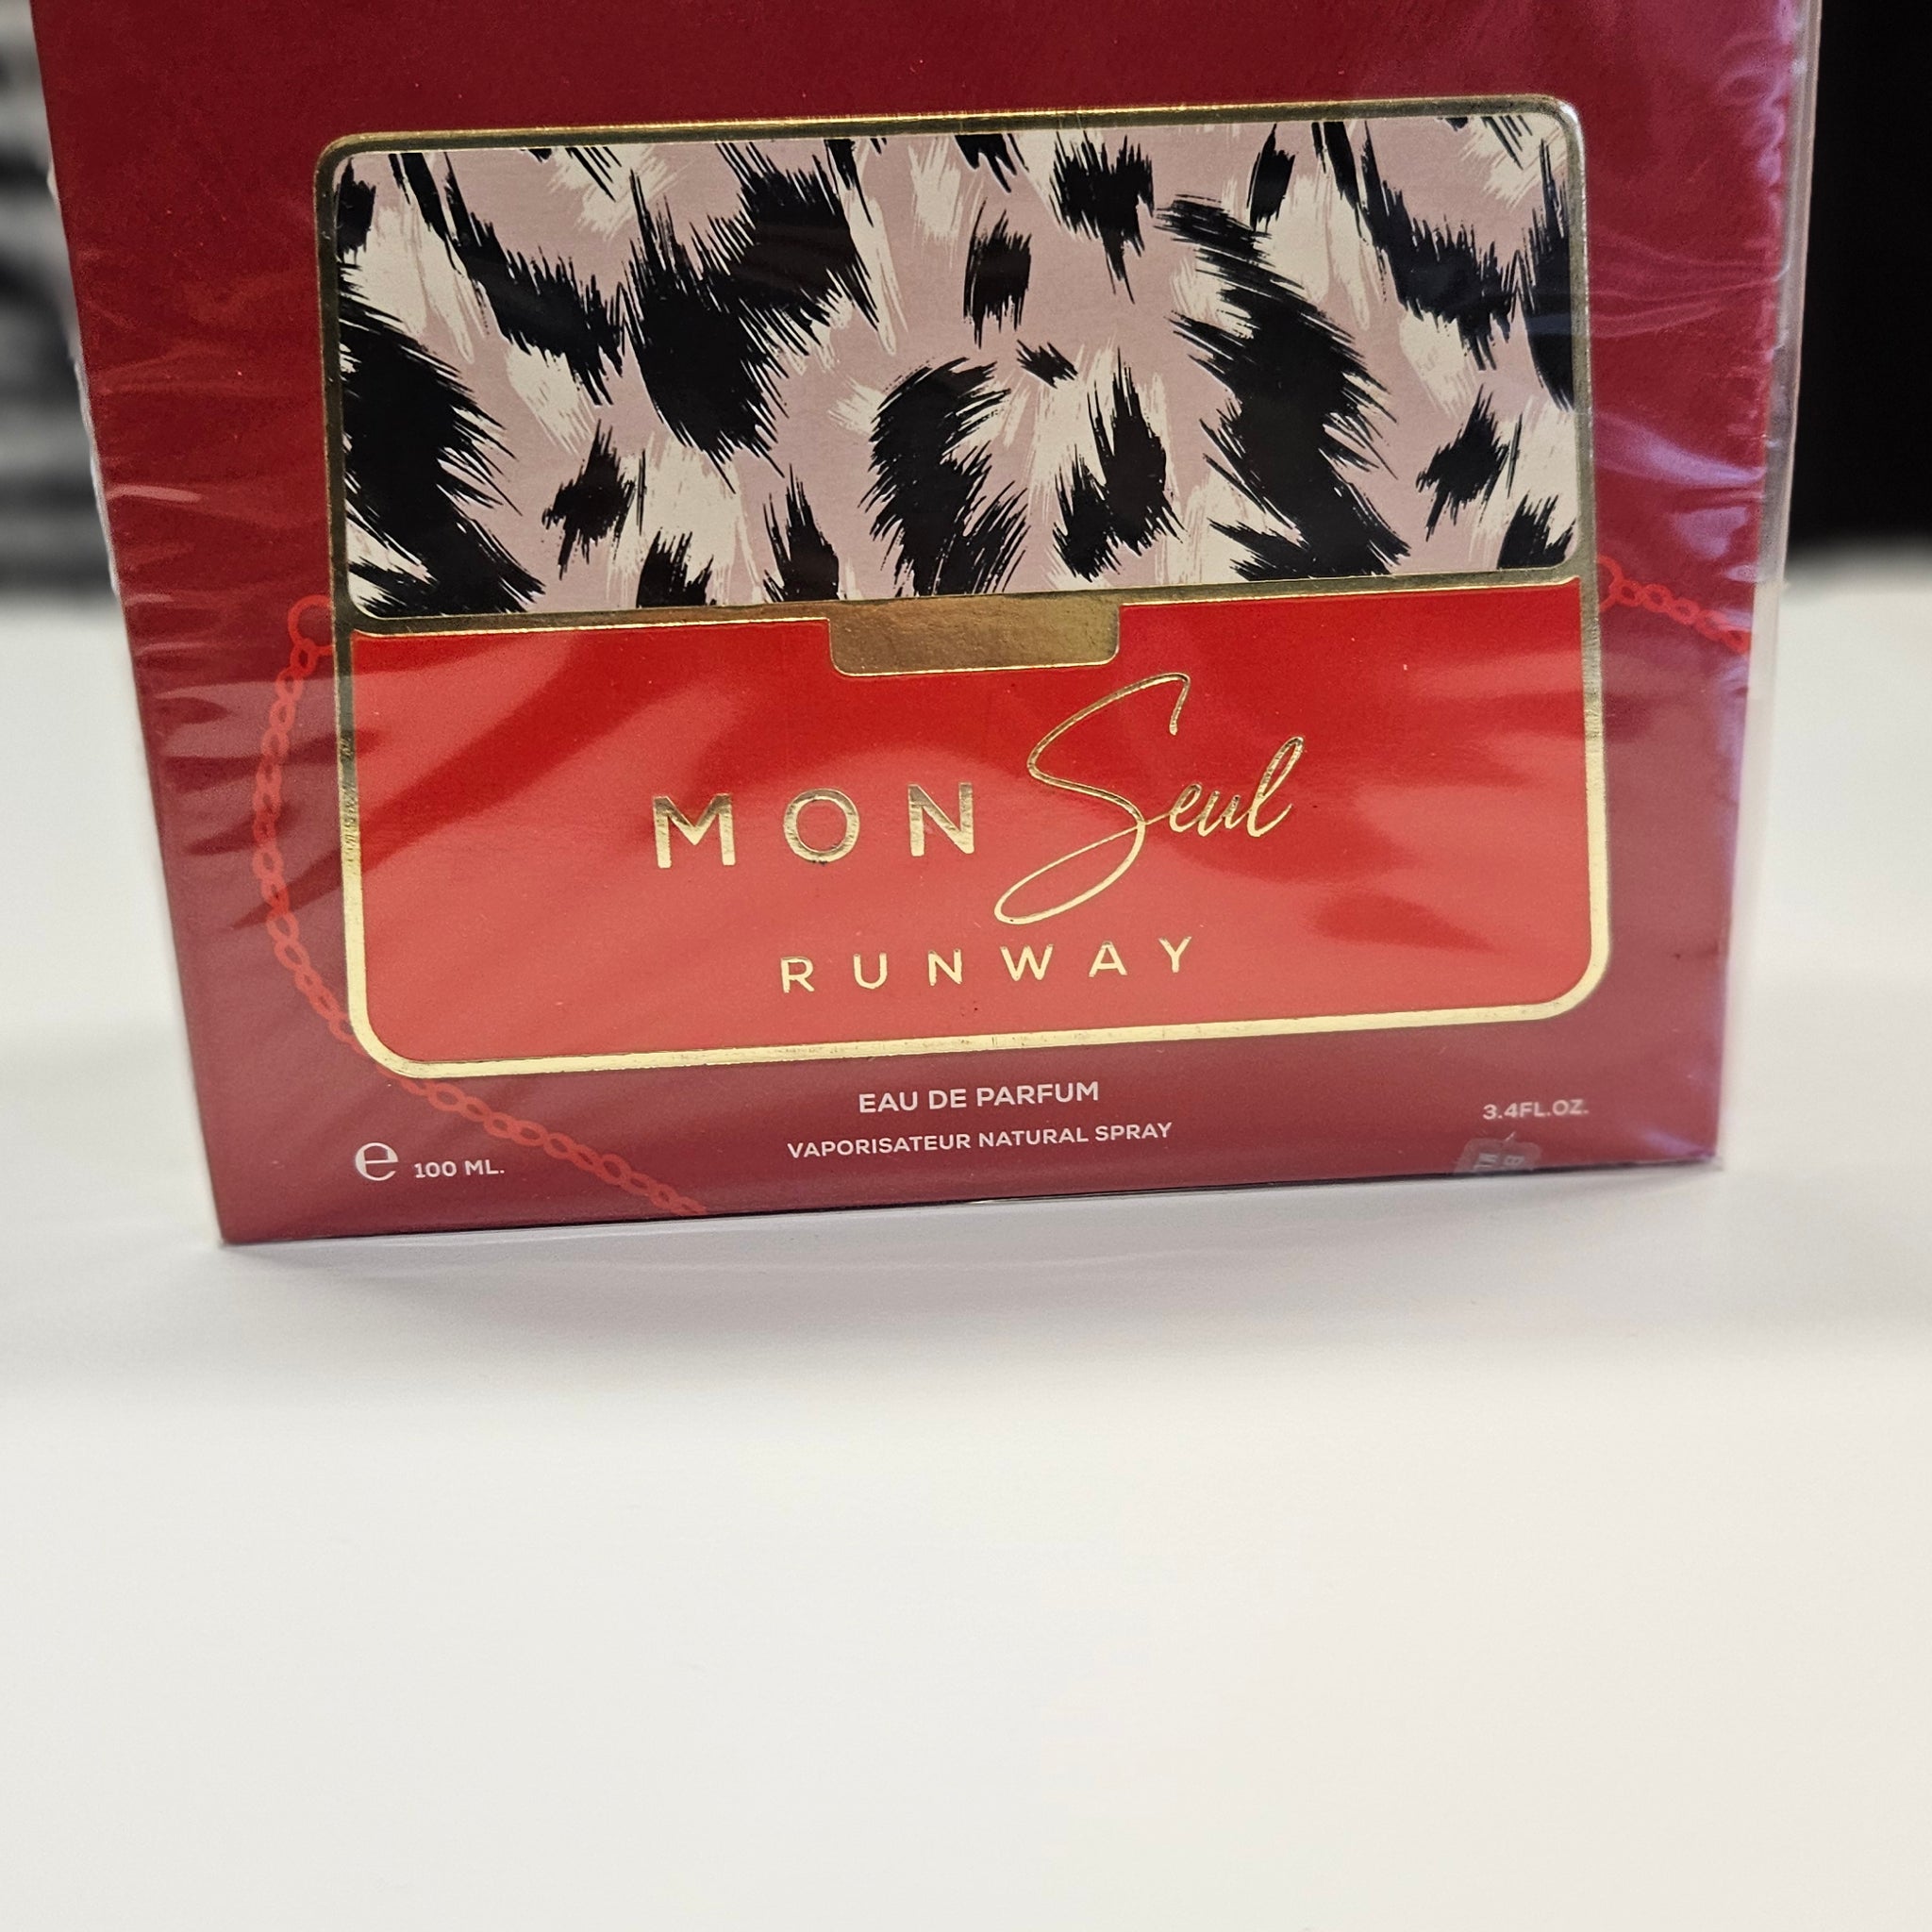 MON Seul
RUNWAY
EAU DE PARFUM
VAPORISATEUR NATURAL SPRAY
℮ 100 ML.
3.4FL.OZ.